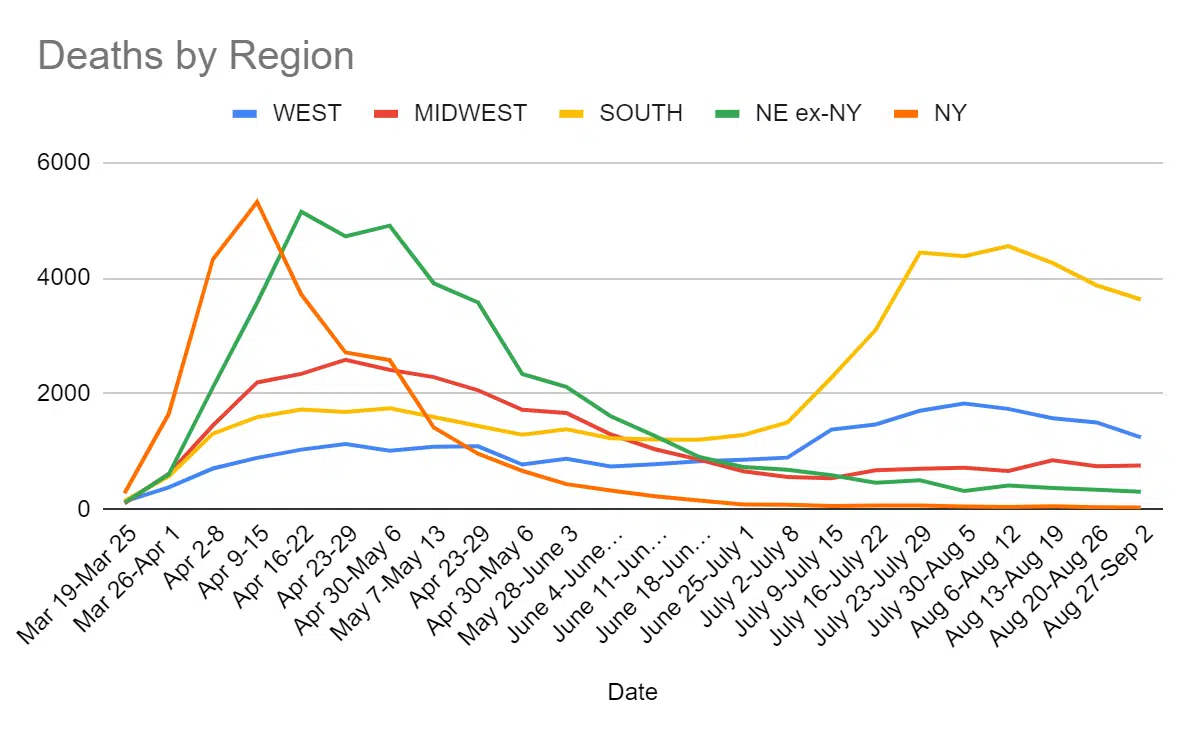 Deaths by Region
WEST MIDWEST SOUTH NE ex-NY NY
6000
4000
2000
0
Mar 19-Mar 25
Mar 26-Apr 1
Apr 2-8
Apr 9-15
Apr 16-22
Apr 23-29
Apr 30-May 6
May 7-May 13
Apr 23-29
Apr 30-May 6
May 28-June 3
June 4-June…
June 11-Jun…
June 18-Jun…
June 25-July 1
July 2-July 8
July 9-July 15
July 16-July 22
July 23-July 29
July 30-Aug 5
Aug 6-Aug 12
Aug 13-Aug 19
Aug 20-Aug 26
Aug 27-Sep 2
Date